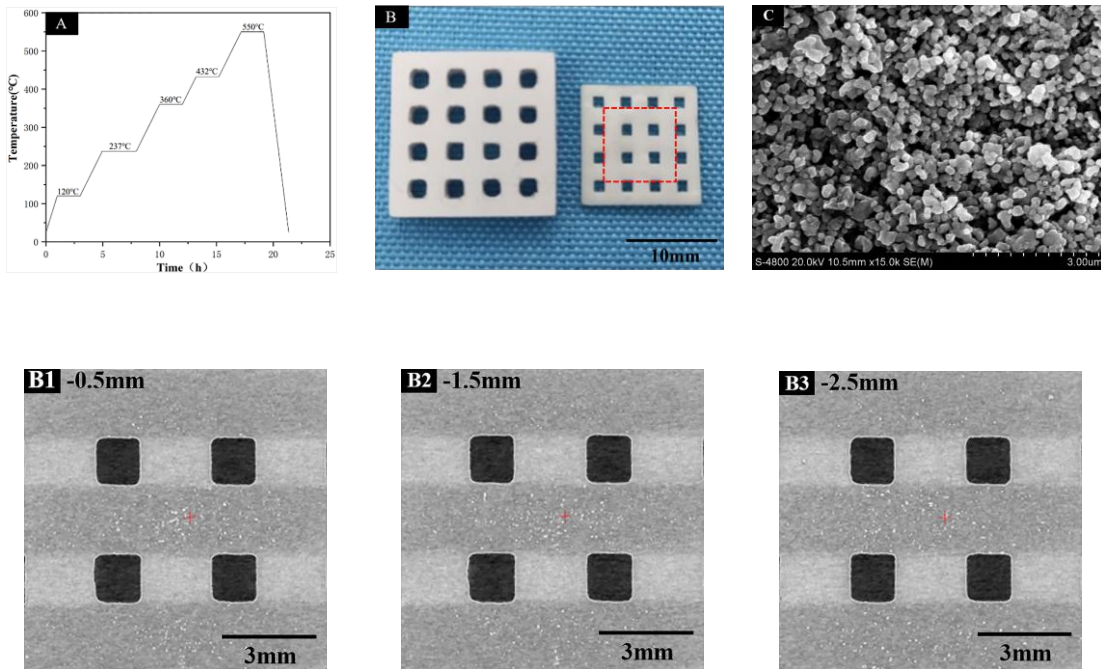 A
600
500
400
300
200
100
0
Temperature(℃)
120℃
237℃
360℃
432℃
550℃
0 5 10 15 20 25
Time（h）
B
10mm
C
S-4800 20.0kV 10.5mm x15.0k SE(M) 3.00um
B1 -0.5mm
3mm
B2 -1.5mm
3mm
B3 -2.5mm
3mm